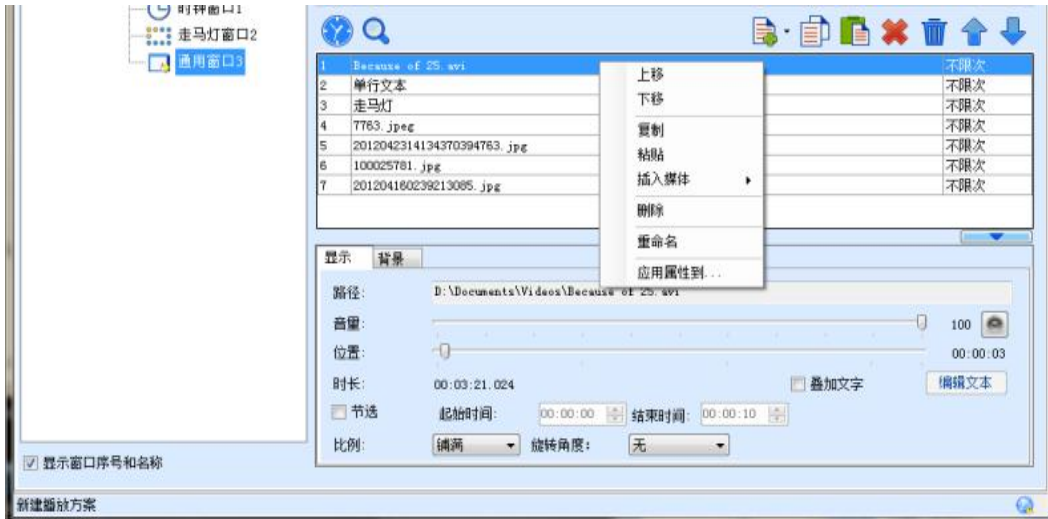 时钟窗口1
走马灯窗口2
通用窗口3
1 Because of 25.avi 不限次
2 单行文本 不限次
3 走马灯 不限次
4 7763.jpeg 不限次
5 2012042314134370394763.jpg 不限次
6 100025781.jpg 不限次
7 201204160239213085.jpg 不限次
上移
下移
复制
粘贴
插入媒体
删除
重命名
应用属性到...
显示 背景
路径: D:\Documents\Videos\Because of 25.avi
音量: 100
位置: 00:00:03
时长: 00:03:21.024 叠加文字 编辑文本
节选 起始时间: 00:00:00 结束时间: 00:00:10
比例: 铺满 旋转角度: 无
显示窗口序号和名称
新建播放方案